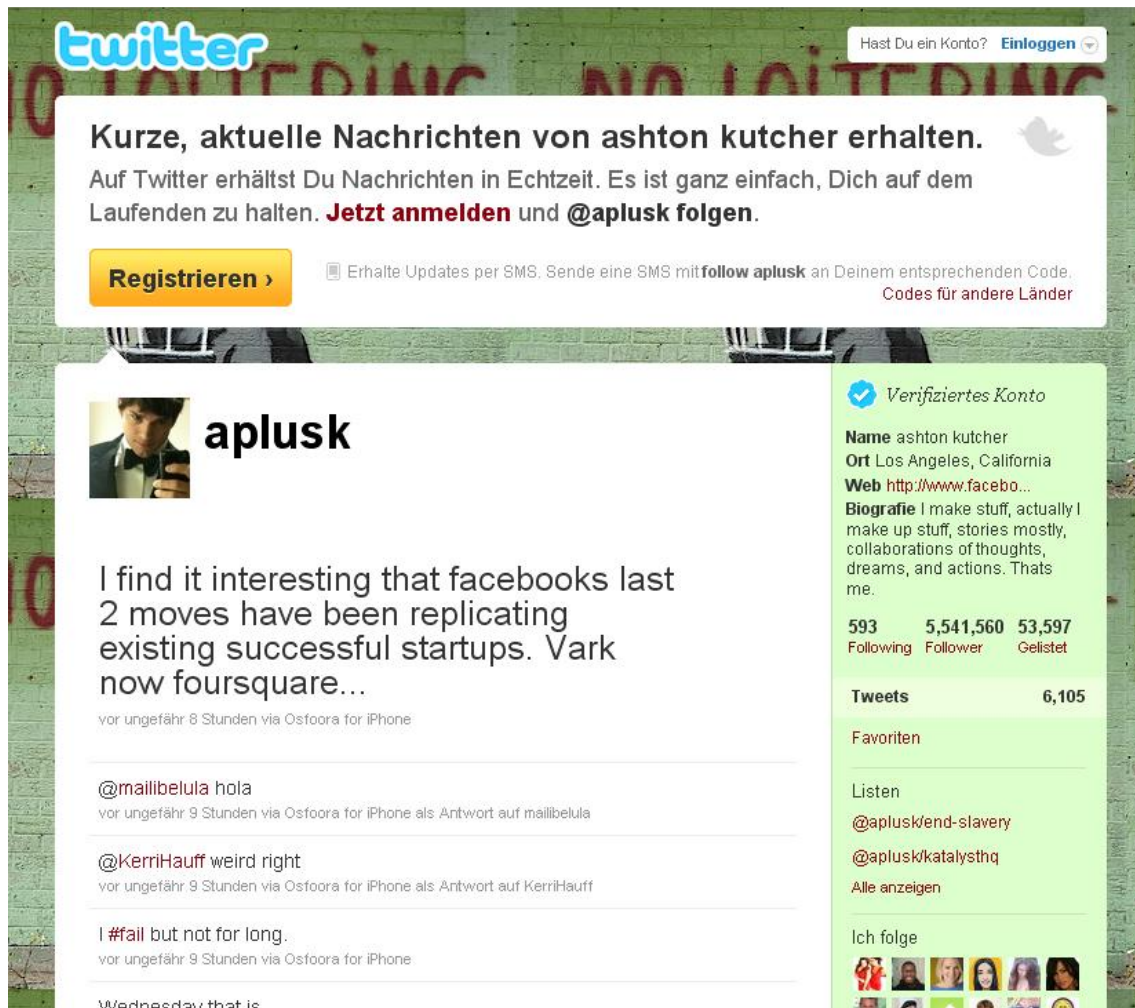 twitter
Hast Du ein Konto? Einloggen
NO LOITERING NO LOITERING
Kurze, aktuelle Nachrichten von ashton kutcher erhalten.
Auf Twitter erhältst Du Nachrichten in Echtzeit. Es ist ganz einfach, Dich auf dem
Laufenden zu halten. Jetzt anmelden und @aplusk folgen.
Registrieren ›
Erhalte Updates per SMS. Sende eine SMS mit follow aplusk an Deinem entsprechenden Code.
Codes für andere Länder
aplusk
I find it interesting that facebooks last
2 moves have been replicating
existing successful startups. Vark
now foursquare...
vor ungefähr 8 Stunden via Osfoora for iPhone
@mailibelula hola
vor ungefähr 9 Stunden via Osfoora for iPhone als Antwort auf mailibelula
@KerriHauff weird right
vor ungefähr 9 Stunden via Osfoora for iPhone als Antwort auf KerriHauff
I #fail but not for long.
vor ungefähr 9 Stunden via Osfoora for iPhone
Wednesday that is
Verifiziertes Konto
Name ashton kutcher
Ort Los Angeles, California
Web http://www.facebo...
Biografie I make stuff, actually I
make up stuff, stories mostly,
collaborations of thoughts,
dreams, and actions. Thats
me.
593 5,541,560 53,597
Following Follower Gelistet
Tweets 6,105
Favoriten
Listen
@aplusk/end-slavery
@aplusk/katalysthq
Alle anzeigen
Ich folge